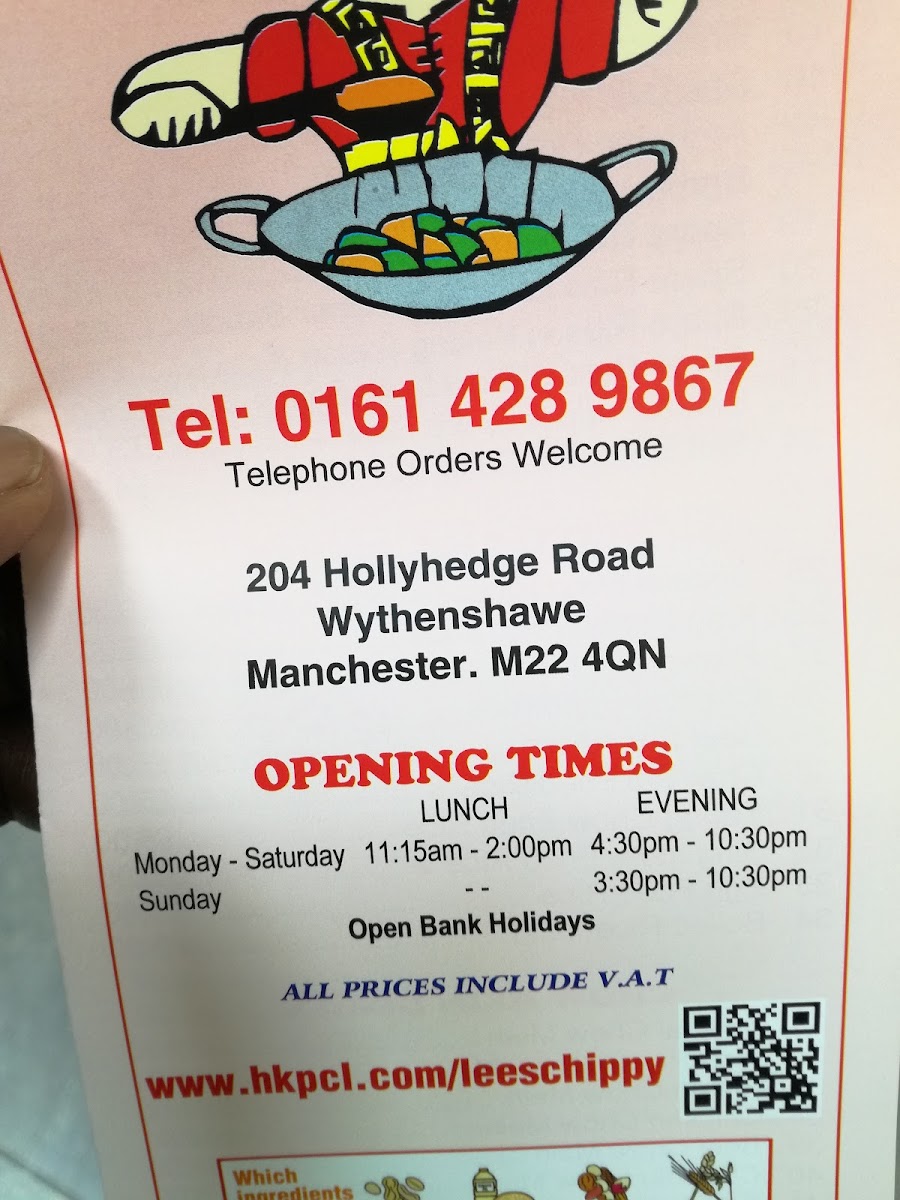 Tel: 0161 428 9867
Telephone Orders Welcome
204 Hollyhedge Road
Wythenshawe
Manchester. M22 4QN
OPENING TIMES
LUNCH EVENING
Monday - Saturday 11:15am - 2:00pm 4:30pm - 10:30pm
Sunday - - 3:30pm - 10:30pm
Open Bank Holidays
ALL PRICES INCLUDE V.A.T
www.hkpcl.com/leeschippy
Which
ingredients